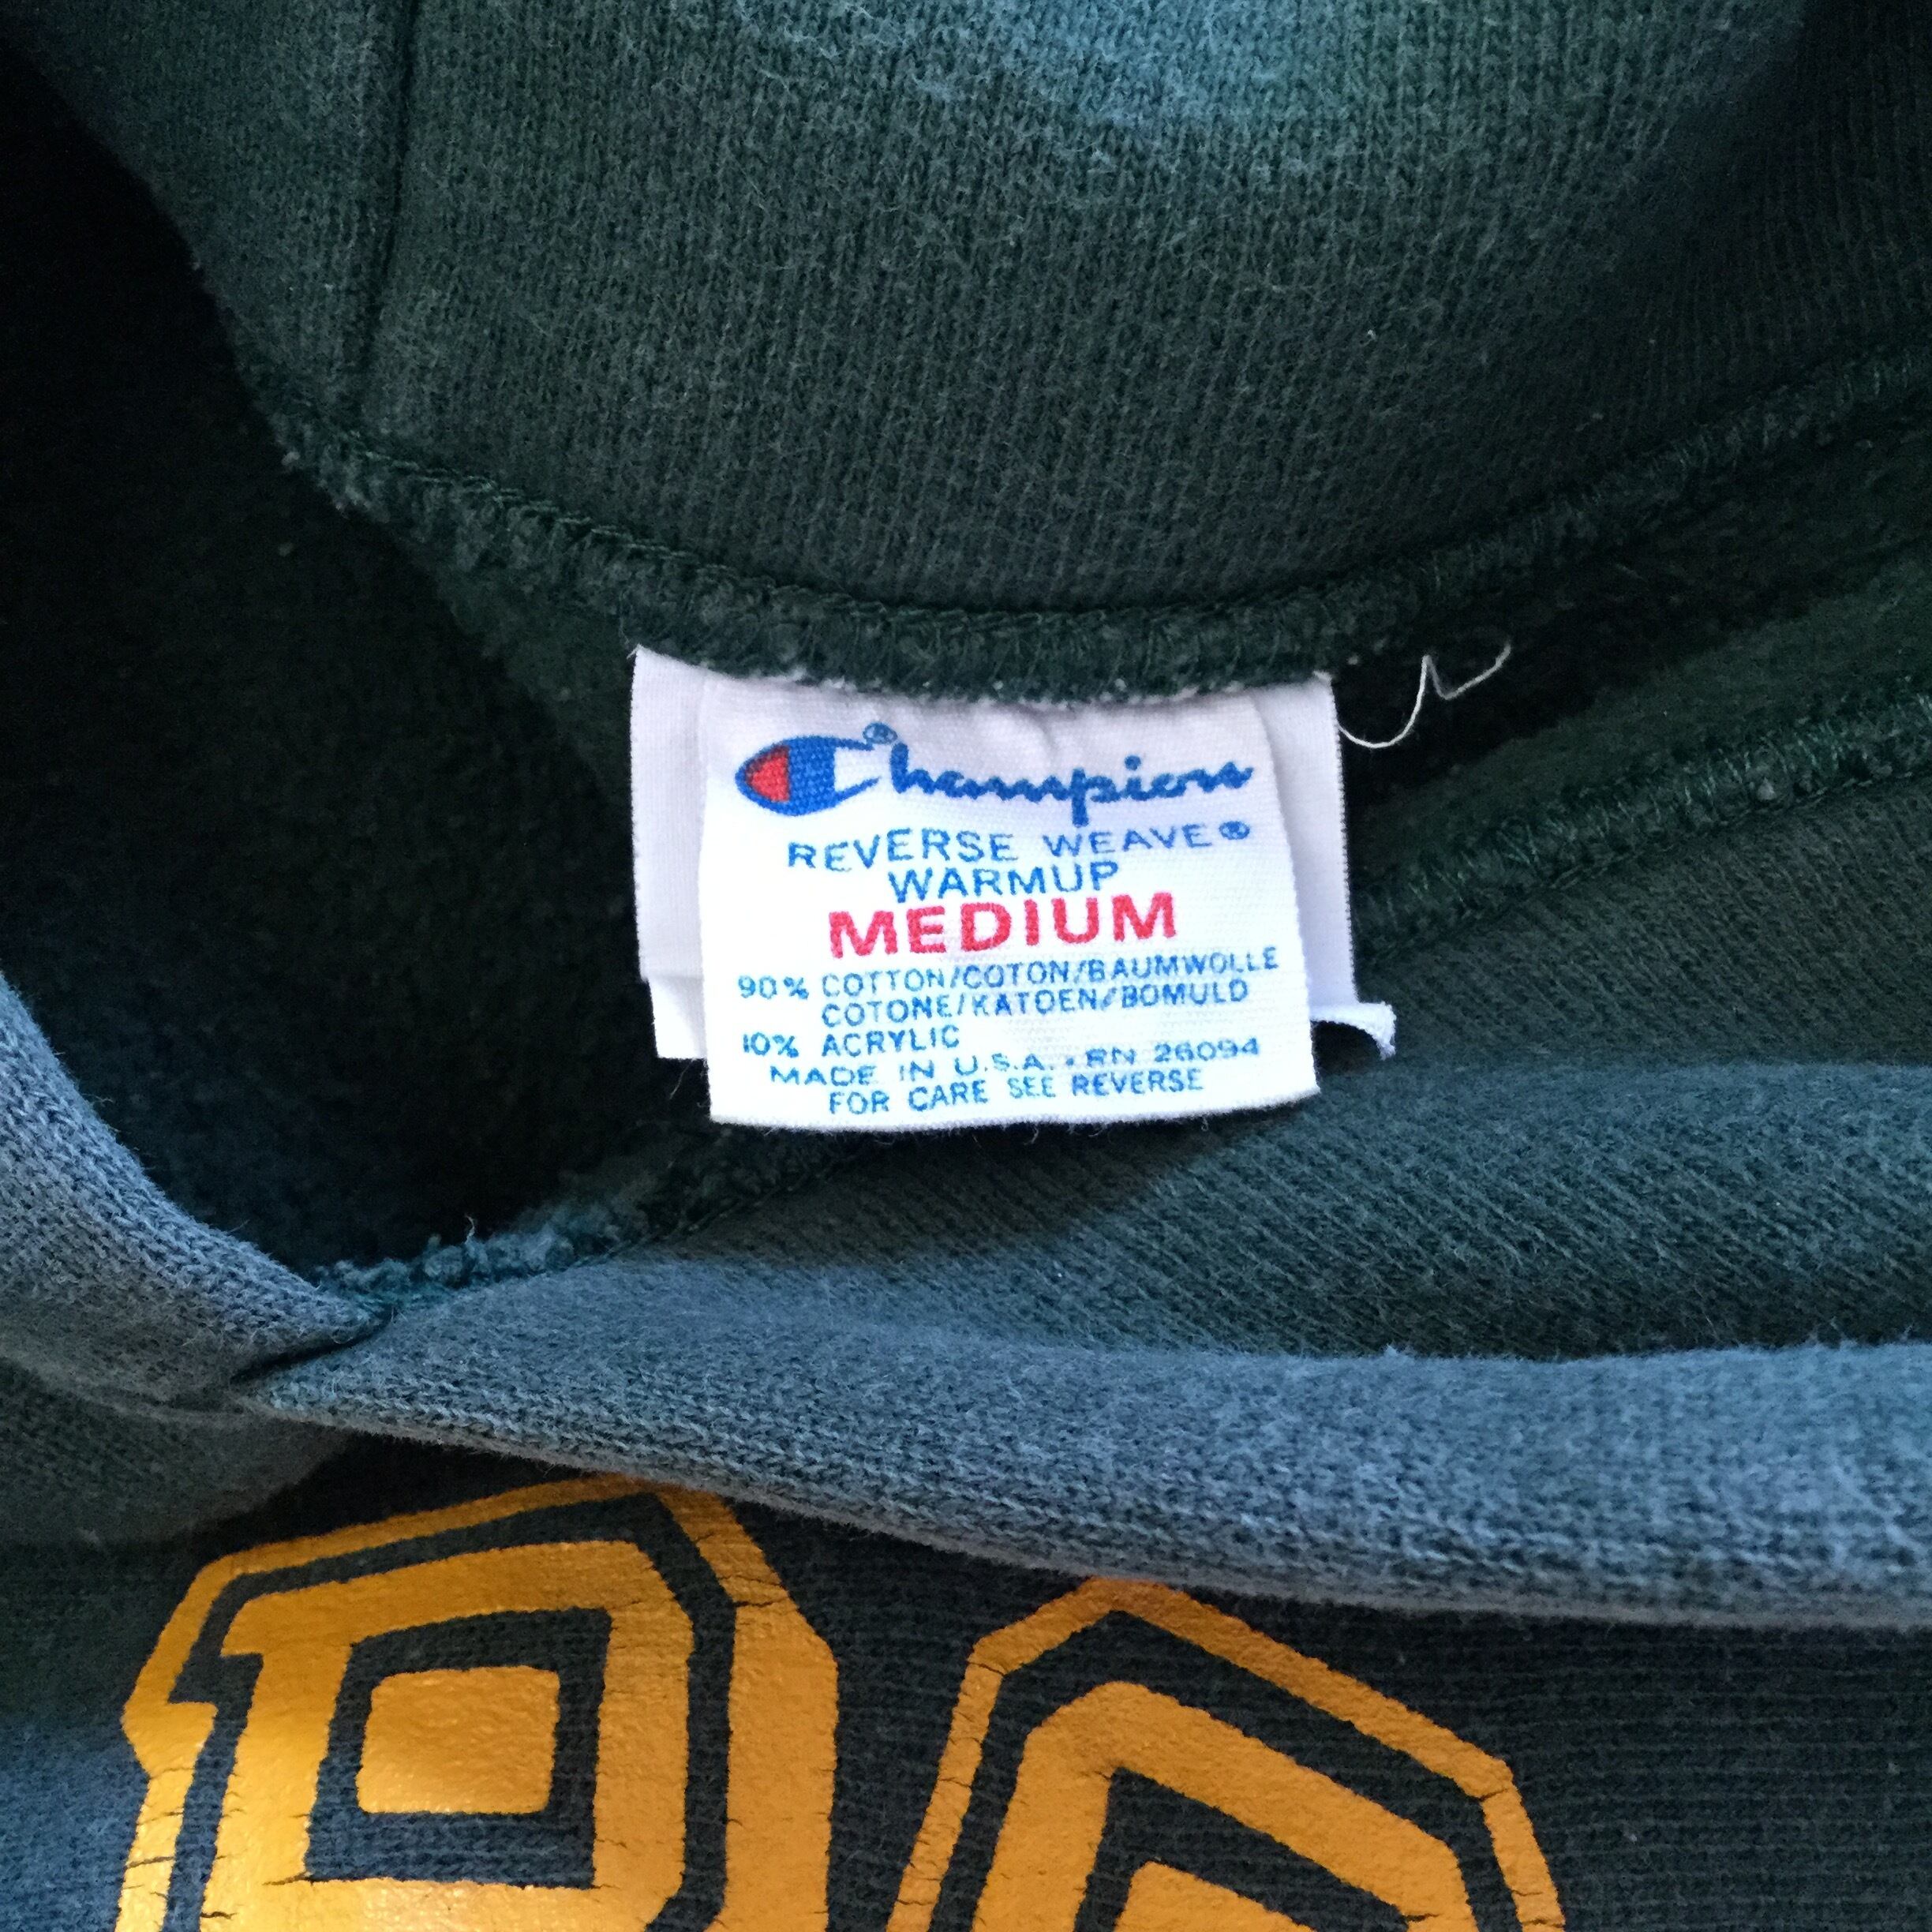 Champion®
REVERSE WEAVE®
WARMUP
MEDIUM
90% COTTON/COTON/BAUMWOLLE
COTONE/KATOEN/BOMULD
10% ACRYLIC
MADE IN U.S.A. • RN 26094
FOR CARE SEE REVERSE